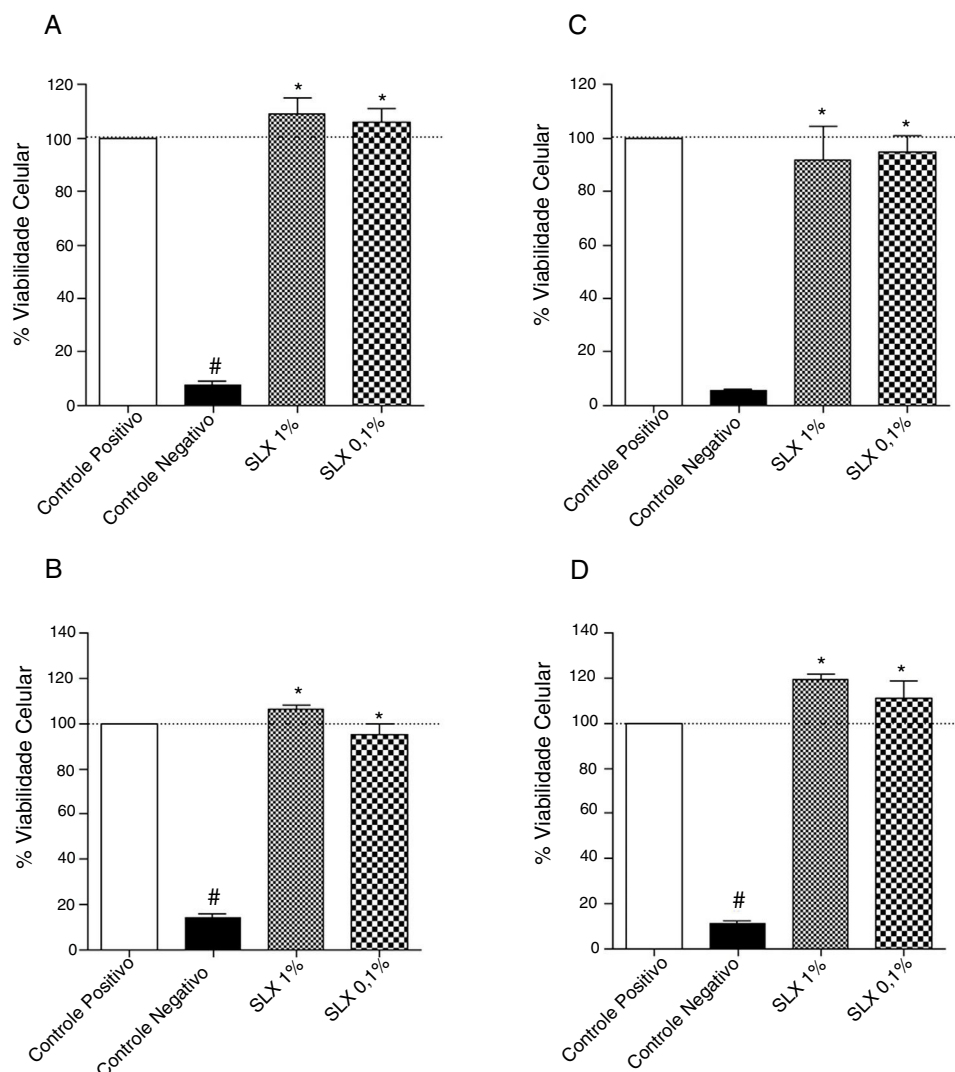 A
% Viabilidade Celular
120
100
80
60
40
20
0
*
*
#
Controle Positivo
Controle Negativo
SLX 1%
SLX 0,1%
C
% Viabilidade Celular
120
100
80
60
40
20
0
*
*
Controle Positivo
Controle Negativo
SLX 1%
SLX 0,1%
B
% Viabilidade Celular
140
120
100
80
60
40
20
0
*
*
#
Controle Positivo
Controle Negativo
SLX 1%
SLX 0,1%
D
% Viabilidade Celular
140
120
100
80
60
40
20
0
*
*
#
Controle Positivo
Controle Negativo
SLX 1%
SLX 0,1%